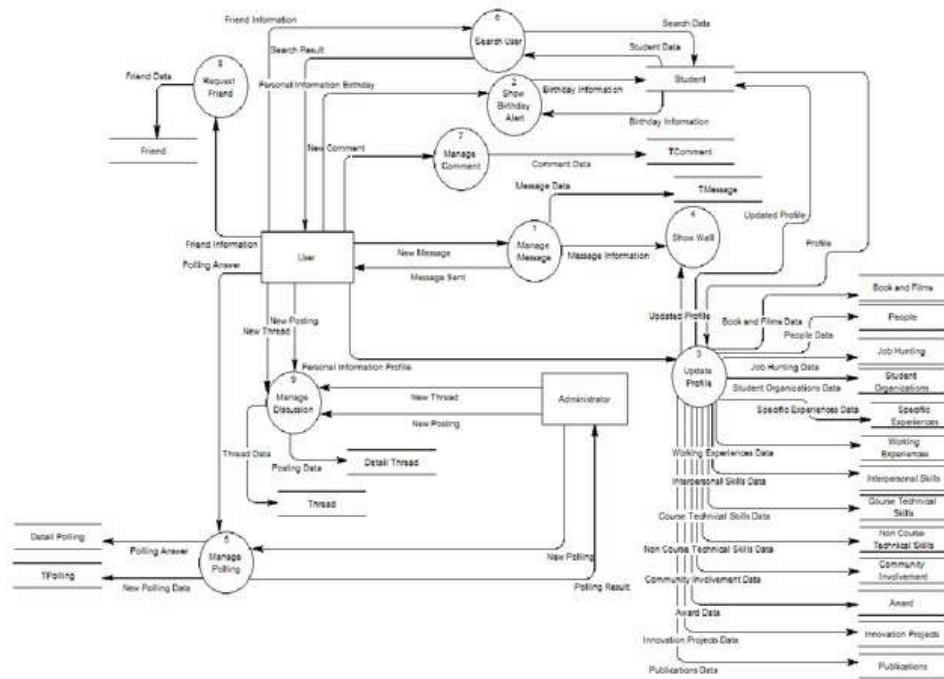 Friend Information
6
Search User
Search Data
Search Result
Student Data
8
Request
Friend
Friend Data
Personal Information Birthday
2
Show
Birthday
Alert
Birthday Information
Student
Birthday Information
Friend
New Comment
7
Manage
Comment
Comment Data
TComment
Message Data
TMessage
4
Show Wall
Updated Profile
Profile
Friend Information
Polling Answer
User
New Message
1
Manage
Message
Message Information
Message Sent
Book and Films
New Posting
New Thread
Updated Profile
Book and Films Data
People Data
People
Job Hunting
3
Update
Profile
Job Hunting Data
Student Organizations Data
Student
Organizations
Personal Information Profile
9
Manage
Discussion
New Thread
New Posting
Administrator
Specific Experiences Data
Specific
Experiences
Thread Data
Posting Data
Detail Thread
Working Experiences Data
Working
Experiences
Interpersonal Skills Data
Interpersonal Skills
Thread
Course Technical Skills Data
Course Technical
Skills
Detail Polling
Polling Answer
5
Manage
Polling
New Polling
Non Course Technical Skills Data
Non Course
Technical Skills
TPolling
New Polling Data
Polling Result
Community Involvement Data
Community
Involvement
Award Data
Award
Innovation Projects Data
Innovation Projects
Publications Data
Publications